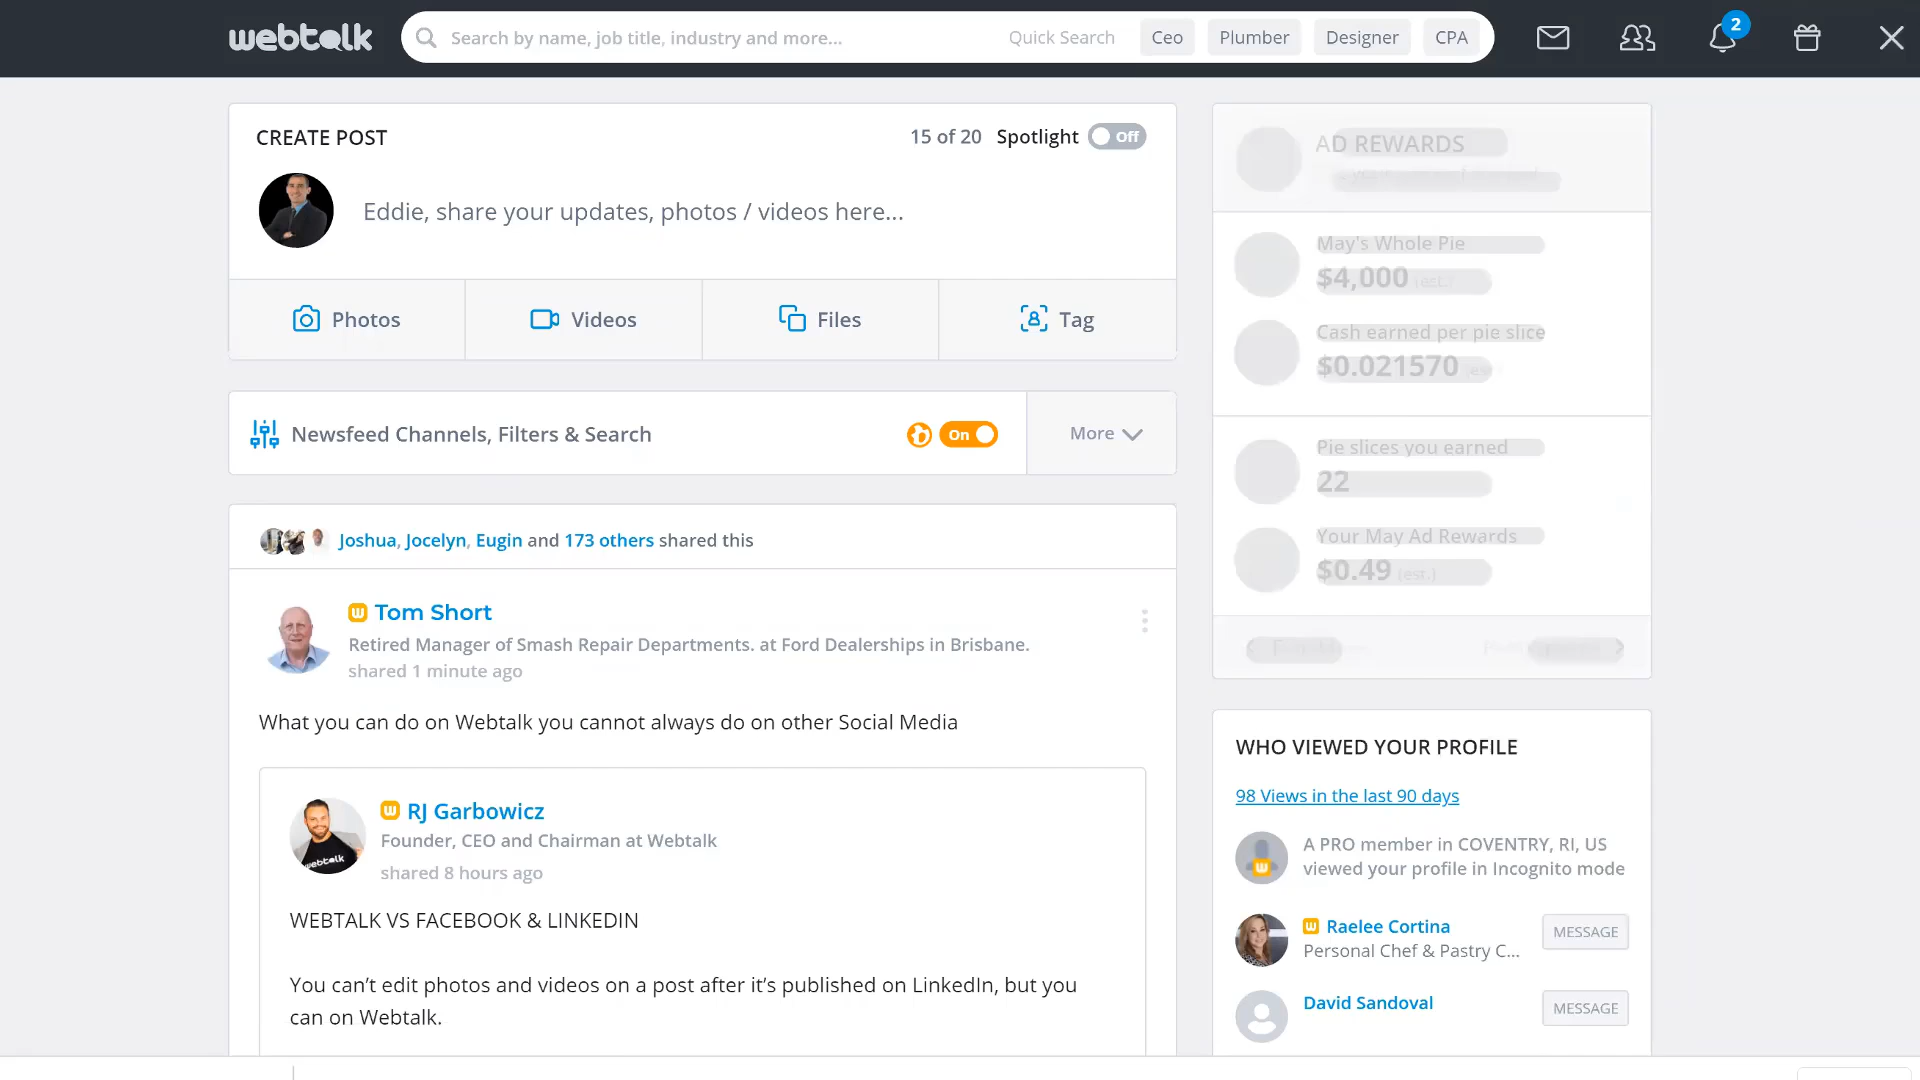 webtalk
Search by name, job title, industry and more...
Quick Search
Ceo
Plumber
Designer
CPA
2
CREATE POST
15 of 20 Spotlight Off
Eddie, share your updates, photos / videos here...
Photos
Videos
Files
Tag
Newsfeed Channels, Filters & Search
On
More
Joshua, Jocelyn, Eugin and 173 others shared this
Tom Short
Retired Manager of Smash Repair Departments. at Ford Dealerships in Brisbane.
shared 1 minute ago
What you can do on Webtalk you cannot always do on other Social Media
RJ Garbowicz
Founder, CEO and Chairman at Webtalk
shared 8 hours ago
WEBTALK VS FACEBOOK & LINKEDIN
You can’t edit photos and videos on a post after it’s published on LinkedIn, but you
can on Webtalk.
AD REWARDS
May's Whole Pie
$4,000 (est.)
Cash earned per pie slice
$0.021570 (est.)
Pie slices you earned
22
Your May Ad Rewards
$0.49 (est.)
WHO VIEWED YOUR PROFILE
98 Views in the last 90 days
A PRO member in COVENTRY, RI, US
viewed your profile in Incognito mode
Raelee Cortina
Personal Chef & Pastry C...
MESSAGE
David Sandoval
MESSAGE